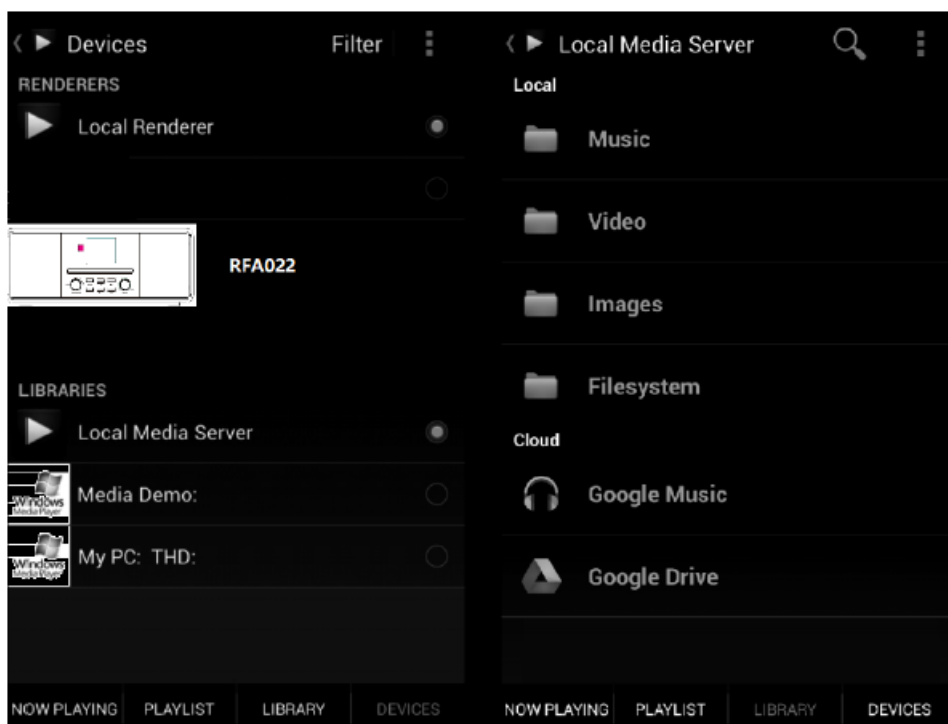 Devices
Filter
RENDERERS
Local Renderer
RFA022
LIBRARIES
Local Media Server
Windows
Media Player
Media Demo:
Windows
Media Player
My PC: THD:
NOW PLAYING
PLAYLIST
LIBRARY
DEVICES
Local Media Server
Local
Music
Video
Images
Filesystem
Cloud
Google Music
Google Drive
NOW PLAYING
PLAYLIST
LIBRARY
DEVICES